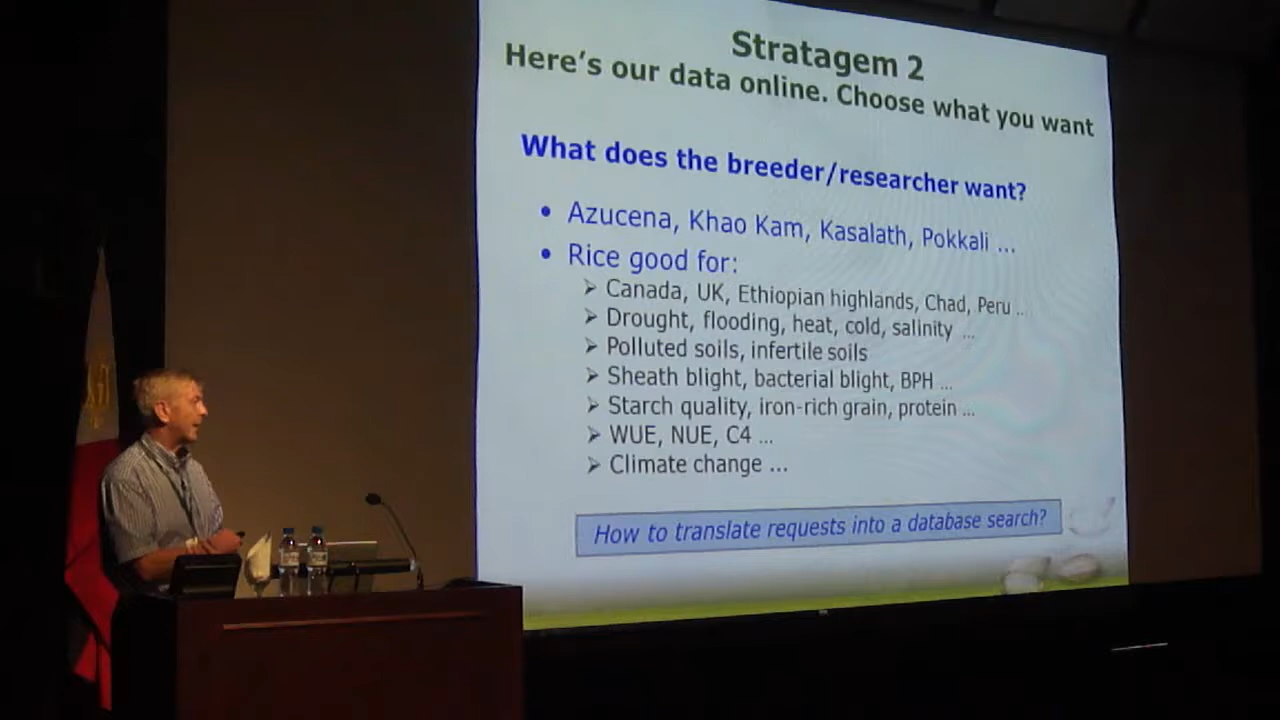 Stratagem 2
Here's our data online. Choose what you want
What does the breeder/researcher want?
• Azucena, Khao Kam, Kasalath, Pokkali ...
• Rice good for:
➢ Canada, UK, Ethiopian highlands, Chad, Peru ...
➢ Drought, flooding, heat, cold, salinity ...
➢ Polluted soils, infertile soils
➢ Sheath blight, bacterial blight, BPH ...
➢ Starch quality, iron-rich grain, protein ...
➢ WUE, NUE, C4 ...
➢ Climate change ...
How to translate requests into a database search?